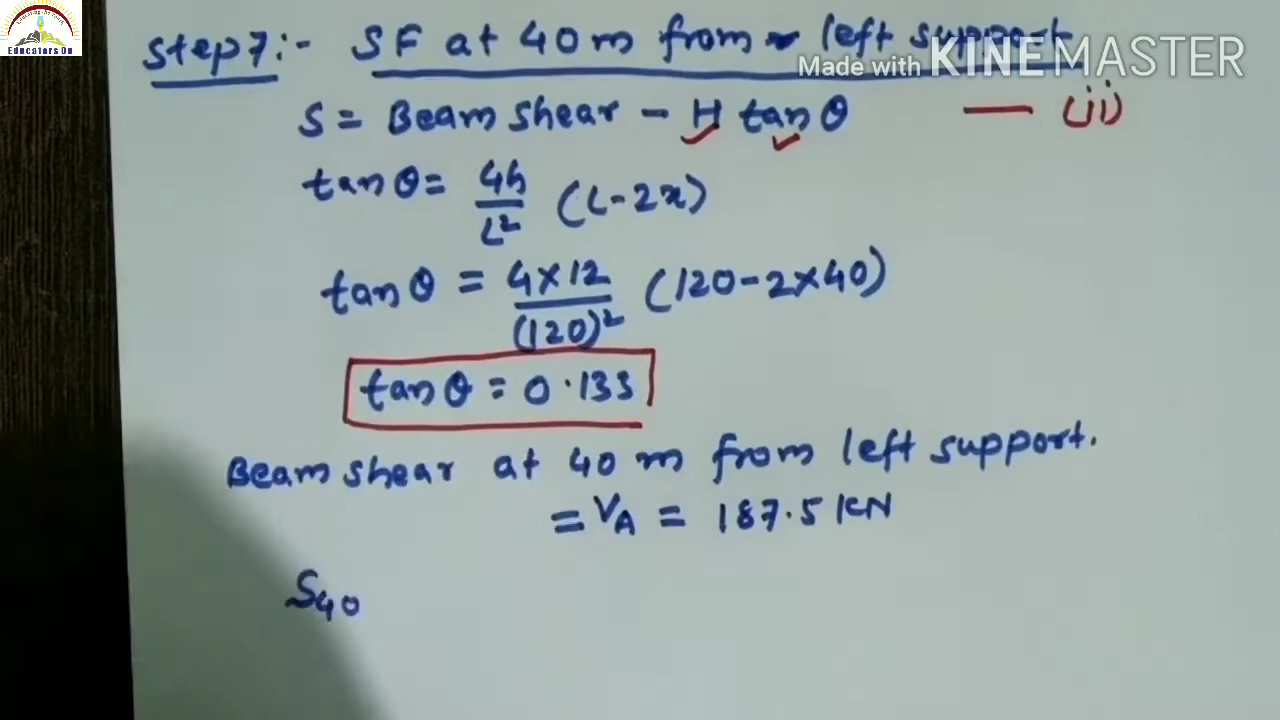 Educators On
Made with KINEMASTER
Step 7:- SF at 40 m from left support
S = Beam shear - H tan θ — (ii)
tan θ = 4h/L² (L-2x)
tan θ = 4×12/(120)² (120-2×40)
tan θ = 0.133
Beam shear at 40 m from left support.
= VA = 187.5 KN
S40